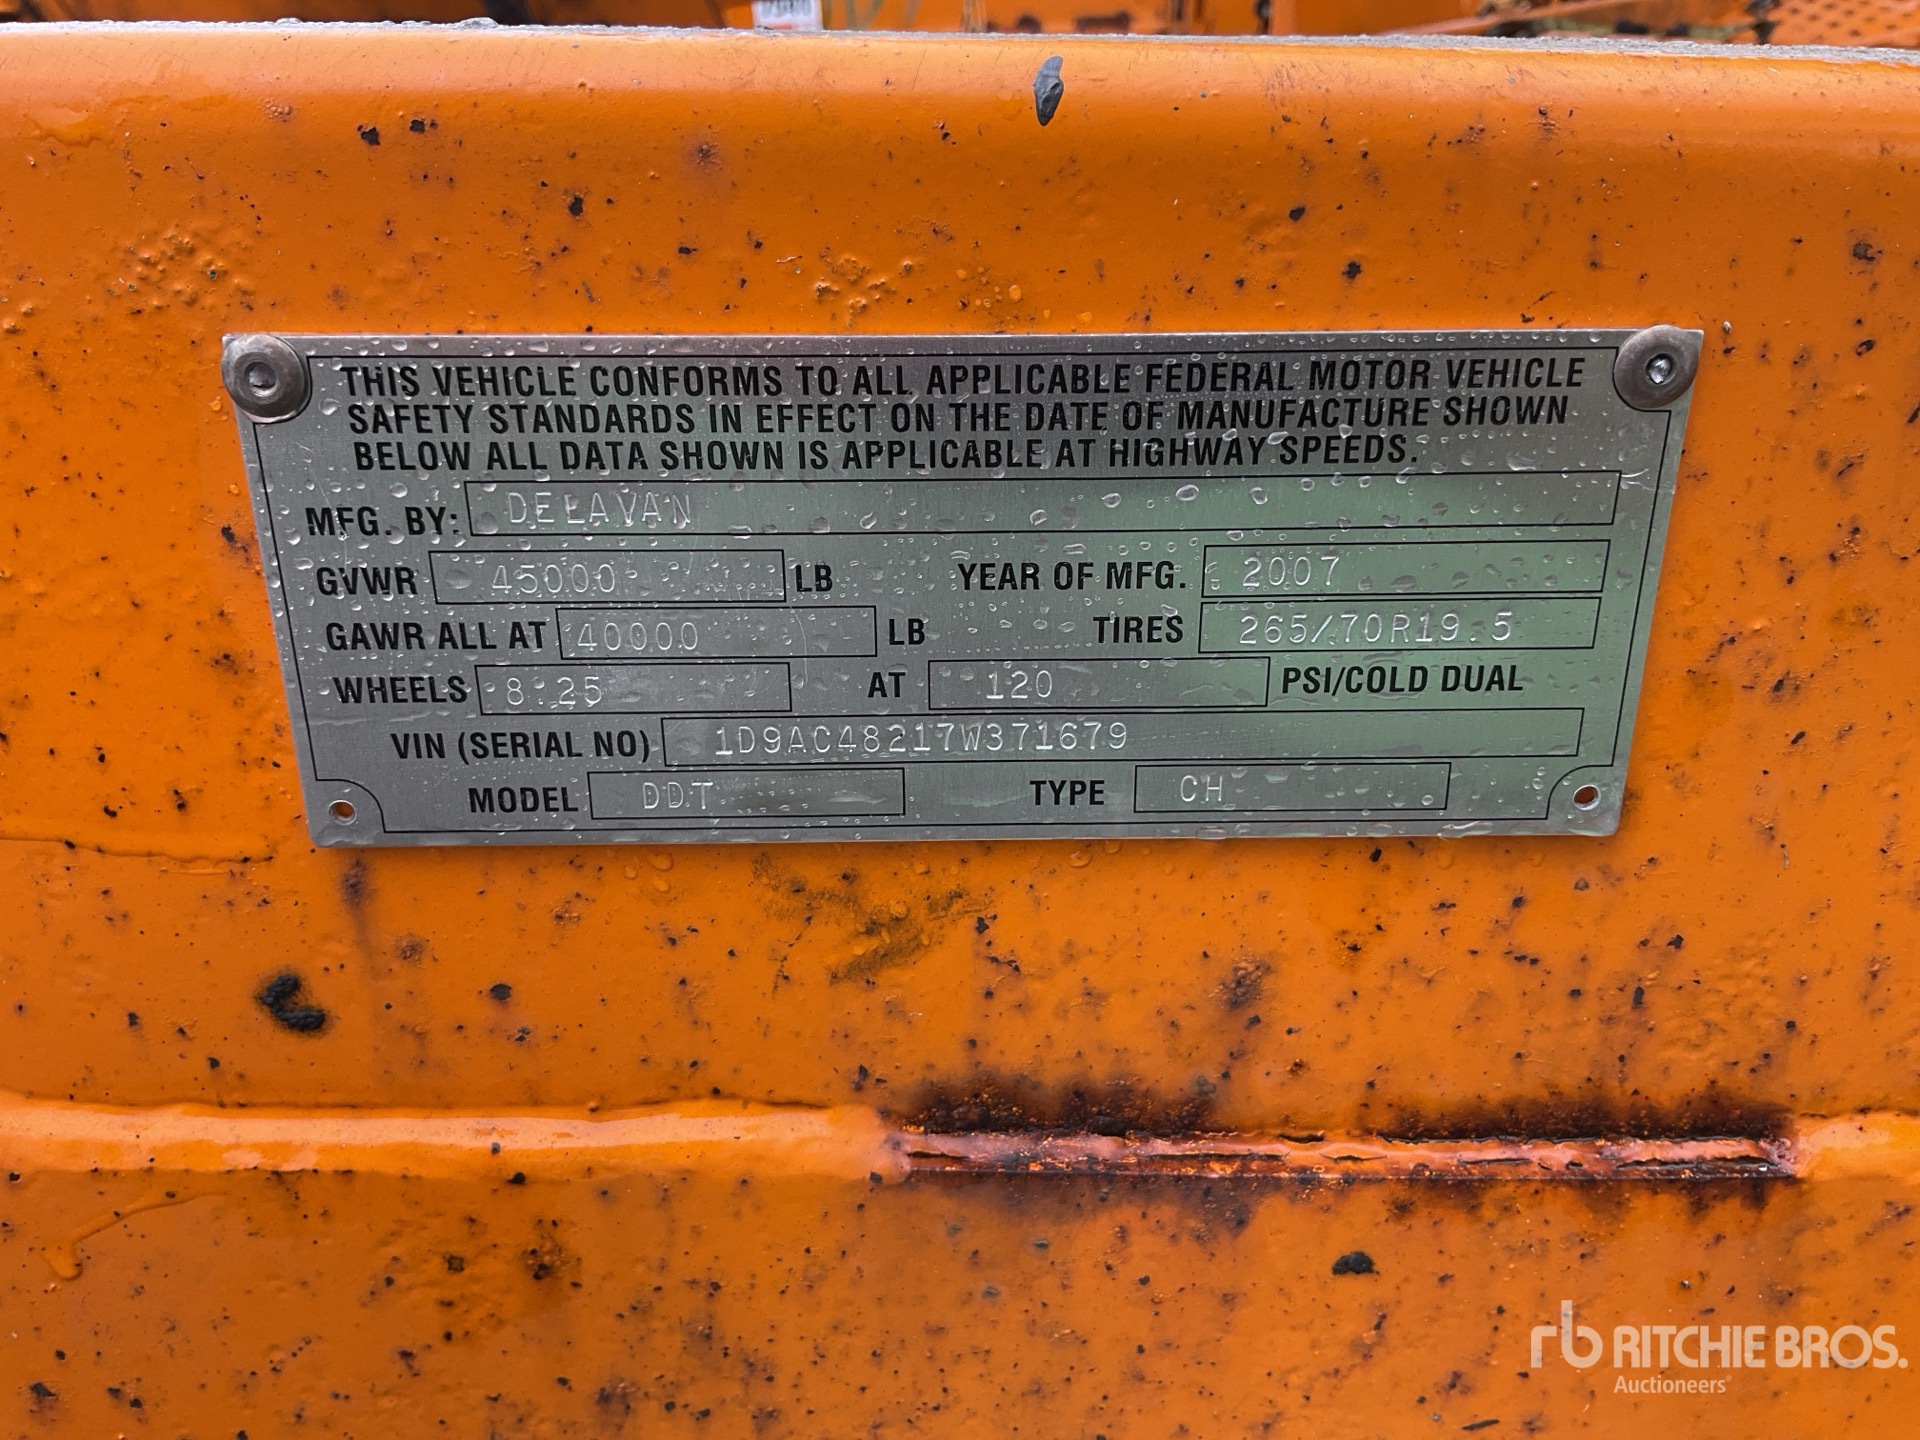 THIS VEHICLE CONFORMS TO ALL APPLICABLE FEDERAL MOTOR VEHICLE
SAFETY STANDARDS IN EFFECT ON THE DATE OF MANUFACTURE SHOWN
BELOW ALL DATA SHOWN IS APPLICABLE AT HIGHWAY SPEEDS.
MFG. BY: DELAVAN
GVWR 45000 LB YEAR OF MFG. 2007
GAWR ALL AT 40000 LB TIRES 265/70R19.5
WHEELS 8.25 AT 120 PSI/COLD DUAL
VIN (SERIAL NO) 1D9AC48217W371679
MODEL DDT TYPE CH
rb RITCHIE BROS.
Auctioneers